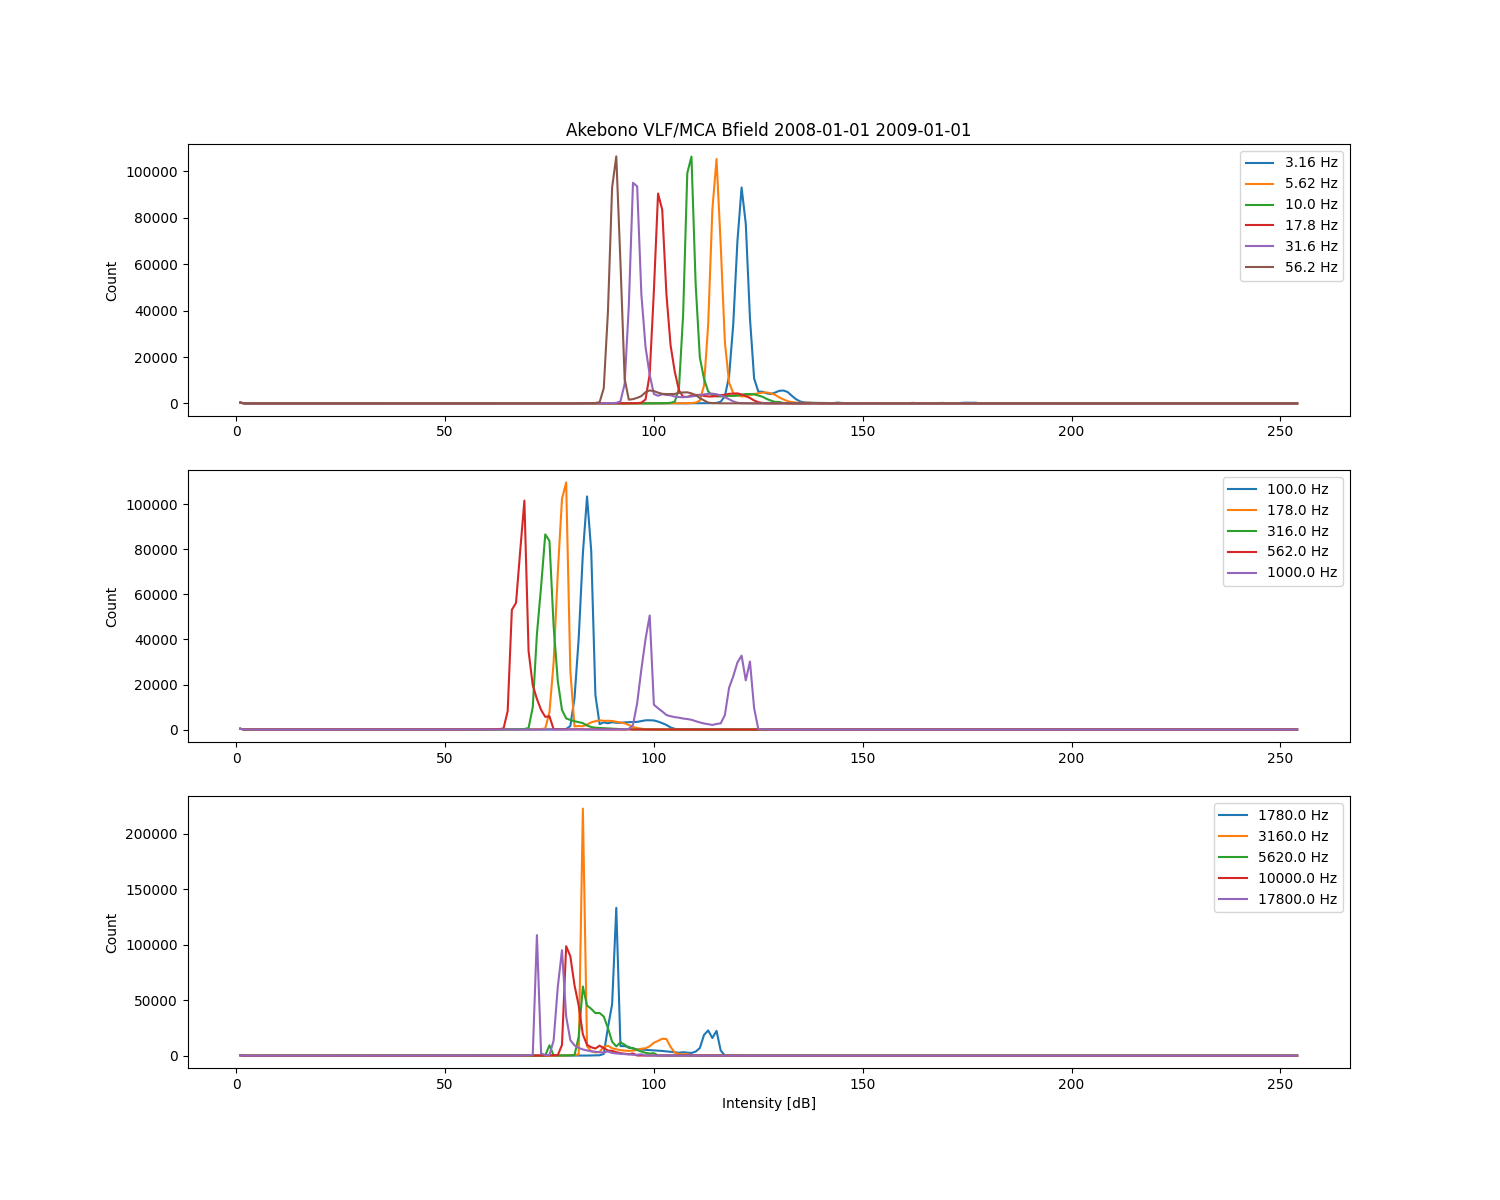 Akebono VLF/MCA Bfield 2008-01-01 2009-01-01
100000
80000
60000
40000
20000
0
Count
0 50 100 150 200 250
3.16 Hz
5.62 Hz
10.0 Hz
17.8 Hz
31.6 Hz
56.2 Hz
100000
80000
60000
40000
20000
0
Count
0 50 100 150 200 250
100.0 Hz
178.0 Hz
316.0 Hz
562.0 Hz
1000.0 Hz
200000
150000
100000
50000
0
Count
0 50 100 150 200 250
1780.0 Hz
3160.0 Hz
5620.0 Hz
10000.0 Hz
17800.0 Hz
Intensity [dB]